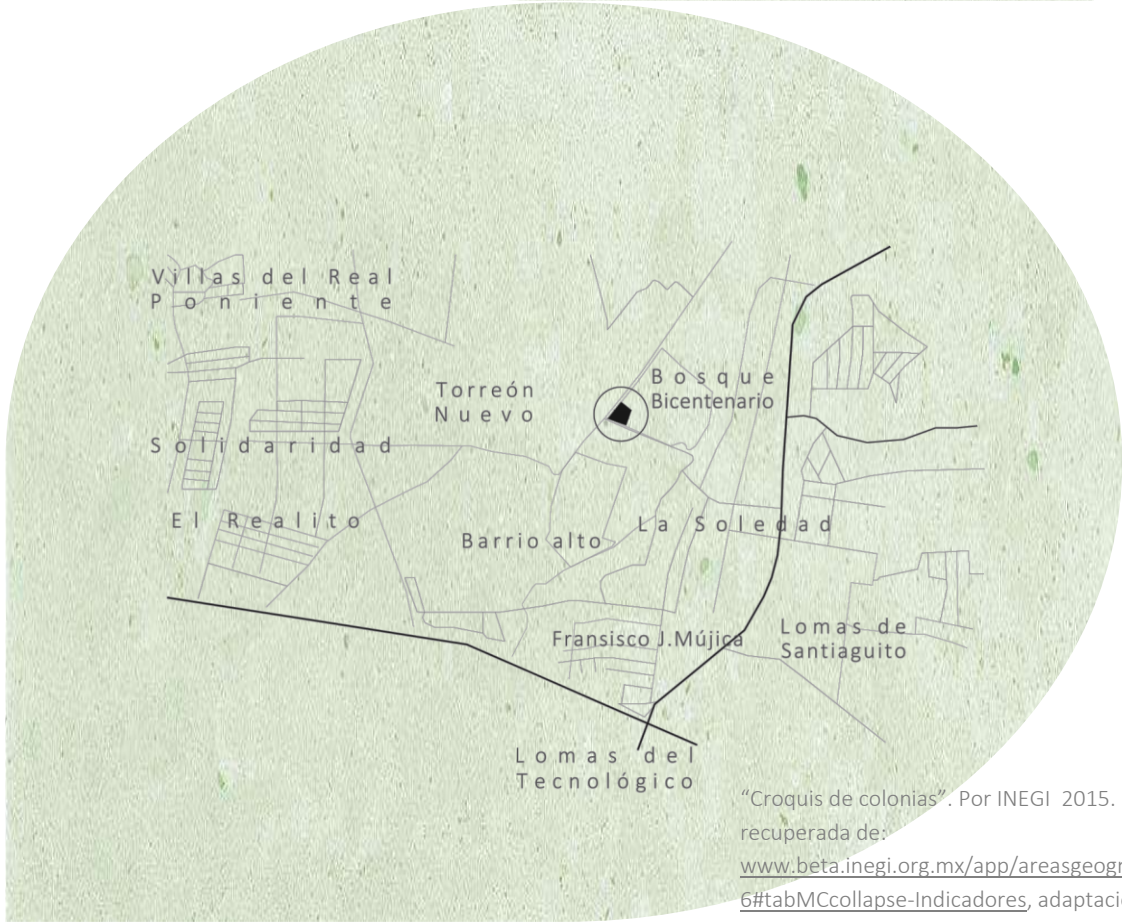 Villas del Real
Poniente
Torreón
Nuevo
Bosque
Bicentenario
Solidaridad
El Realito
Barrio alto
La Soledad
Fransisco J.Mújica
Lomas de
Santiaguito
Lomas del
Tecnológico
“Croquis de colonias”. Por INEGI 2015.
recuperada de:
www.beta.inegi.org.mx/app/areasgeogr
6#tabMCcollapse-Indicadores, adaptació